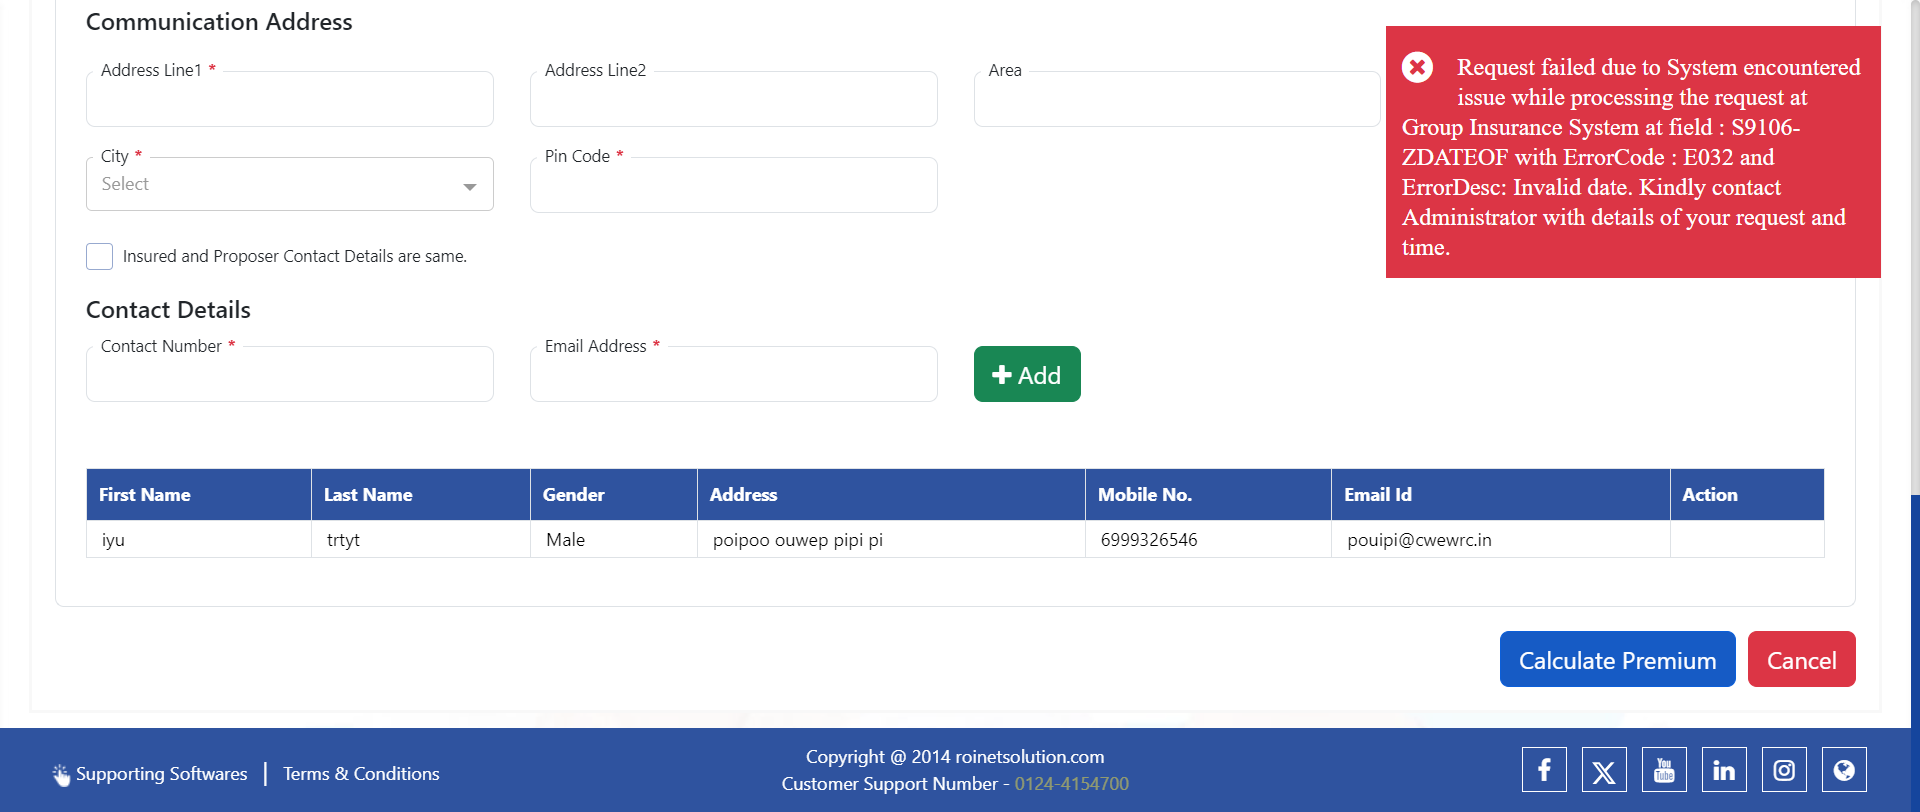 Communication Address
Address Line1 *
Address Line2
Area
City *
Select
Pin Code *
Request failed due to System encountered
issue while processing the request at
Group Insurance System at field : S9106-
ZDATEOF with ErrorCode : E032 and
ErrorDesc: Invalid date. Kindly contact
Administrator with details of your request and
time.
Insured and Proposer Contact Details are same.
Contact Details
Contact Number *
Email Address *
Add
First Name Last Name Gender Address Mobile No. Email Id Action
iyu trtyt Male poipoo ouwep pipi pi 6999326546 pouipi@cwewrc.in
Calculate Premium Cancel
Supporting Softwares | Terms & Conditions
Copyright @ 2014 roinetsolution.com
Customer Support Number - 0124-4154700
You
Tube